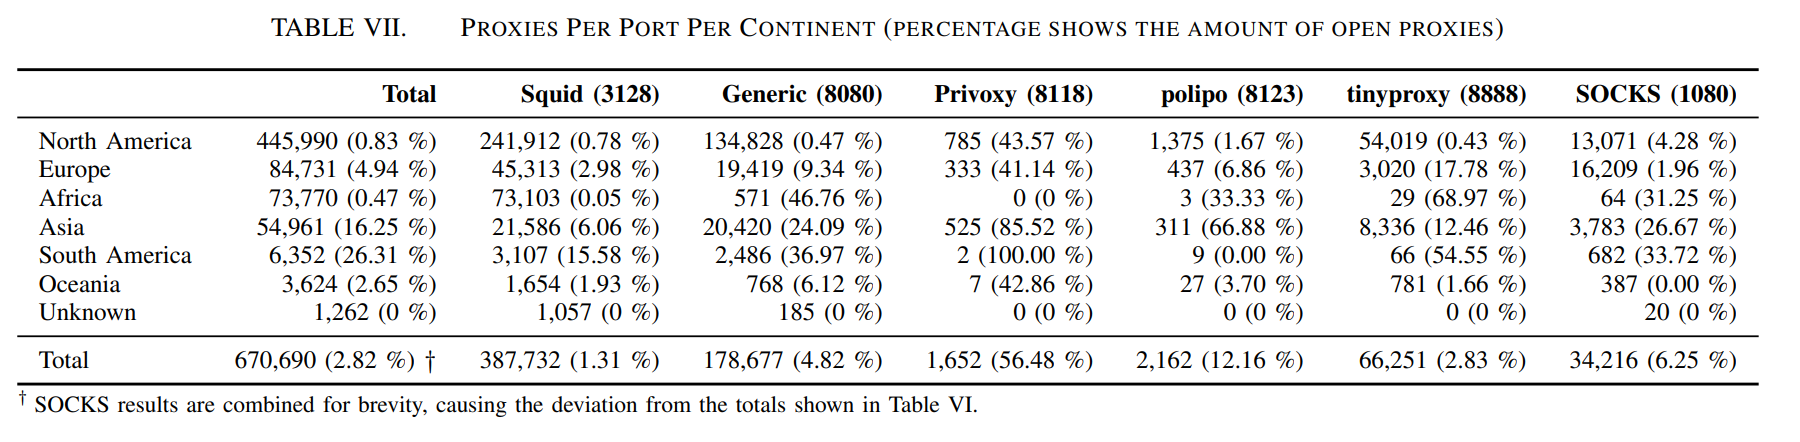 TABLE VII. PROXIES PER PORT PER CONTINENT (PERCENTAGE SHOWS THE AMOUNT OF OPEN PROXIES)
Total Squid (3128) Generic (8080) Privoxy (8118) polipo (8123) tinyproxy (8888) SOCKS (1080)
North America 445,990 (0.83 %) 241,912 (0.78 %) 134,828 (0.47 %) 785 (43.57 %) 1,375 (1.67 %) 54,019 (0.43 %) 13,071 (4.28 %)
Europe 84,731 (4.94 %) 45,313 (2.98 %) 19,419 (9.34 %) 333 (41.14 %) 437 (6.86 %) 3,020 (17.78 %) 16,209 (1.96 %)
Africa 73,770 (0.47 %) 73,103 (0.05 %) 571 (46.76 %) 0 (0 %) 3 (33.33 %) 29 (68.97 %) 64 (31.25 %)
Asia 54,961 (16.25 %) 21,586 (6.06 %) 20,420 (24.09 %) 525 (85.52 %) 311 (66.88 %) 8,336 (12.46 %) 3,783 (26.67 %)
South America 6,352 (26.31 %) 3,107 (15.58 %) 2,486 (36.97 %) 2 (100.00 %) 9 (0.00 %) 66 (54.55 %) 682 (33.72 %)
Oceania 3,624 (2.65 %) 1,654 (1.93 %) 768 (6.12 %) 7 (42.86 %) 27 (3.70 %) 781 (1.66 %) 387 (0.00 %)
Unknown 1,262 (0 %) 1,057 (0 %) 185 (0 %) 0 (0 %) 0 (0 %) 0 (0 %) 20 (0 %)
Total 670,690 (2.82 %) † 387,732 (1.31 %) 178,677 (4.82 %) 1,652 (56.48 %) 2,162 (12.16 %) 66,251 (2.83 %) 34,216 (6.25 %)
† SOCKS results are combined for brevity, causing the deviation from the totals shown in Table VI.